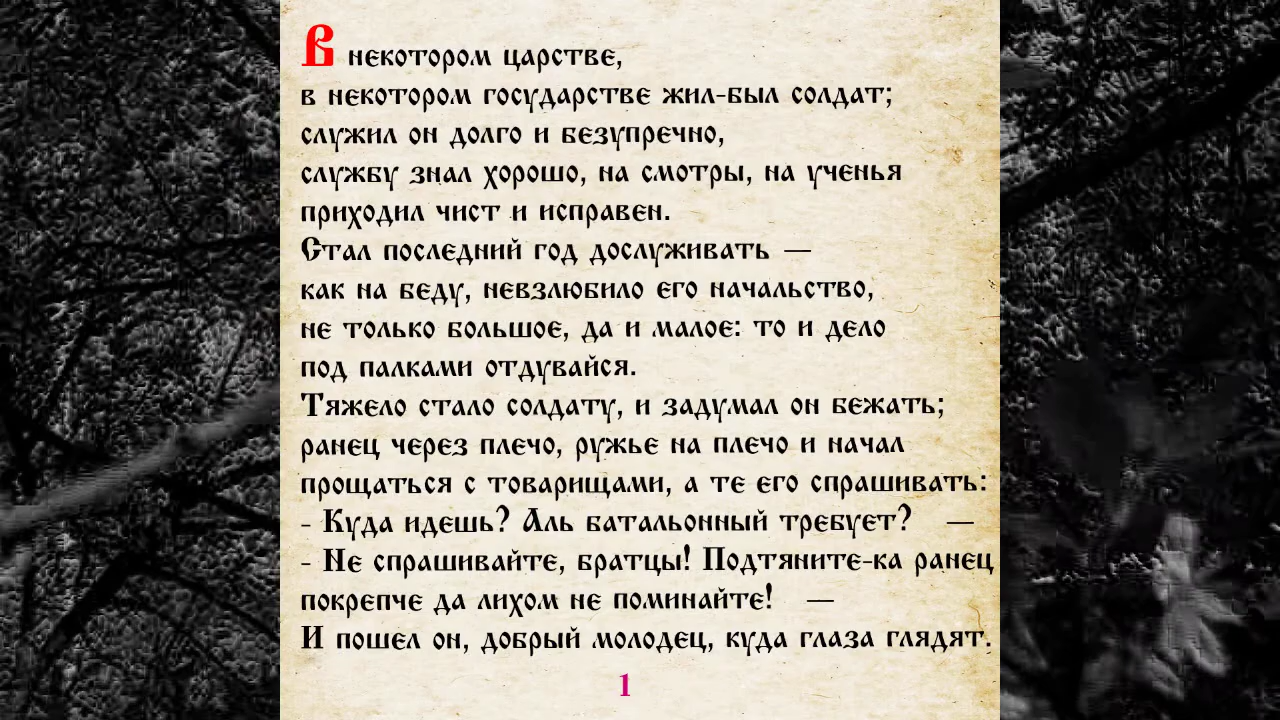 В некотором царстве,
в некотором государстве жил-был солдат;
служил он долго и безупречно,
службу знал хорошо, на смотры, на ученья
приходил чист и исправен.
Стал последний год дослуживать —
как на беду, невзлюбило его начальство,
не только большое, да и малое: то и дело
под палками отдувайся.
Тяжело стало солдату, и задумал он бежать;
ранец через плечо, ружье на плечо и начал
прощаться с товарищами, а те его спрашивать:
- Куда идешь? Аль батальонный требует? —
- Не спрашивайте, братцы! Подтяните-ка ранец
покрепче да лихом не поминайте! —
И пошел он, добрый молодец, куда глаза глядят.
1